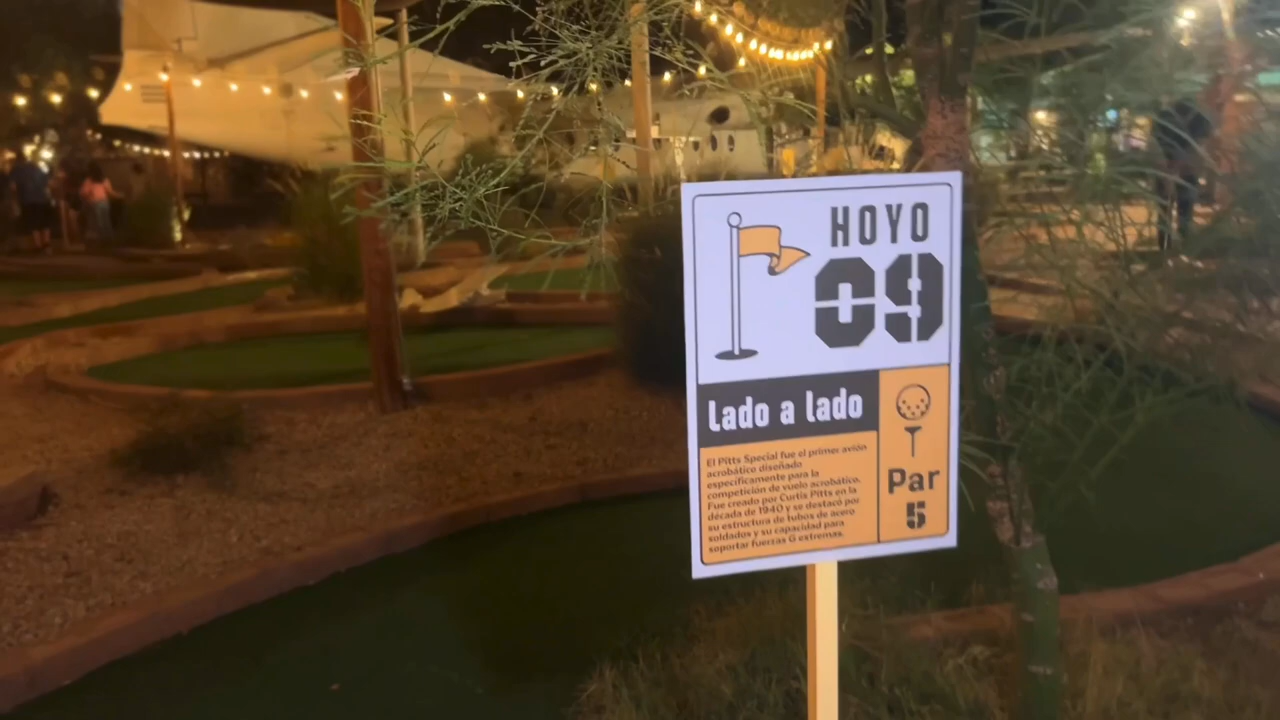 HOYO
09
Lado a lado
El Pitts Special fue el primer avión
acrobático diseñado
específicamente para la
competición de vuelo acrobático.
Fue creado por Curtis Pitts en la
década de 1940 y se destacó por
su estructura de tubos de acero
soldados y su capacidad para
soportar fuerzas G extremas.
Par
5